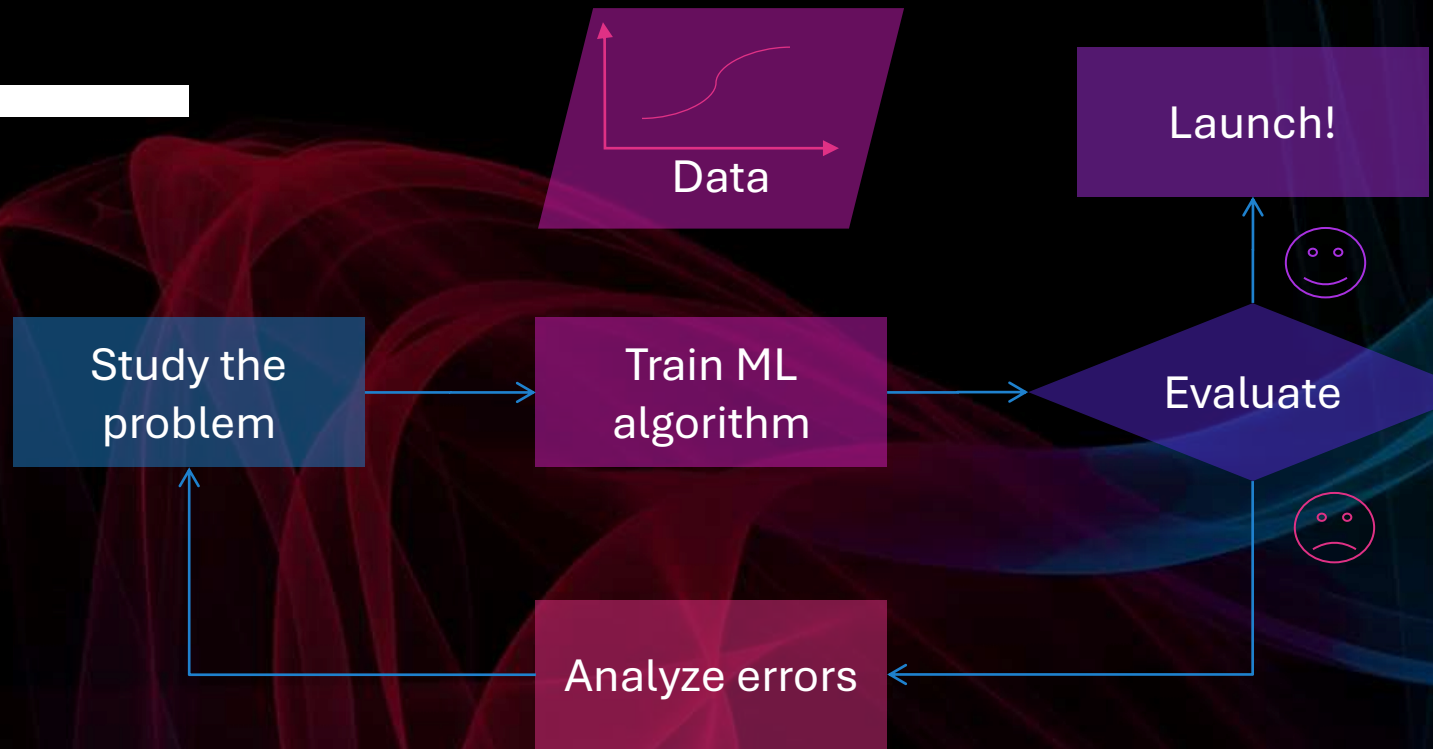 Data
Launch!
Study the
problem
Train ML
algorithm
Evaluate
Analyze errors